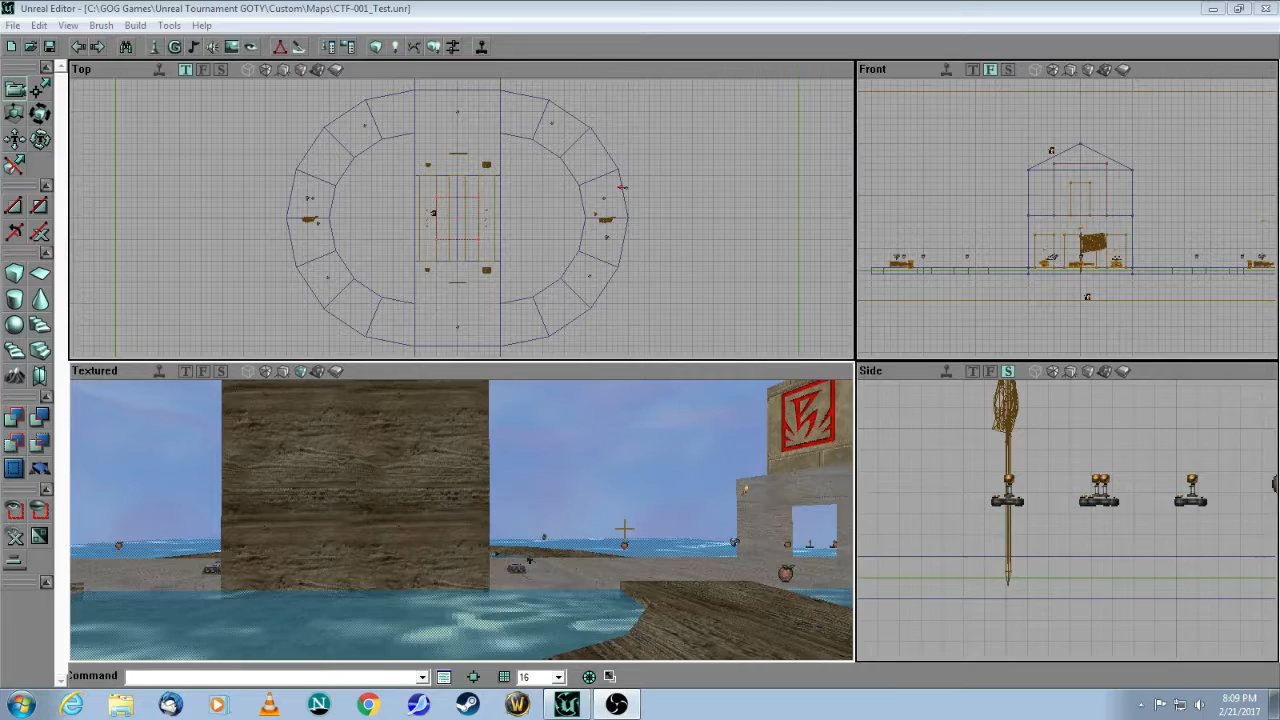 Unreal Editor - [C:\GOG Games\Unreal Tournament GOTY\Custom\Maps\CTF-001_Test.unr]
File Edit View Brush Build Tools Help
Top T F S
Front T F S
Textured T F S
Side T F S
Command 16
8:09 PM
2/21/2017